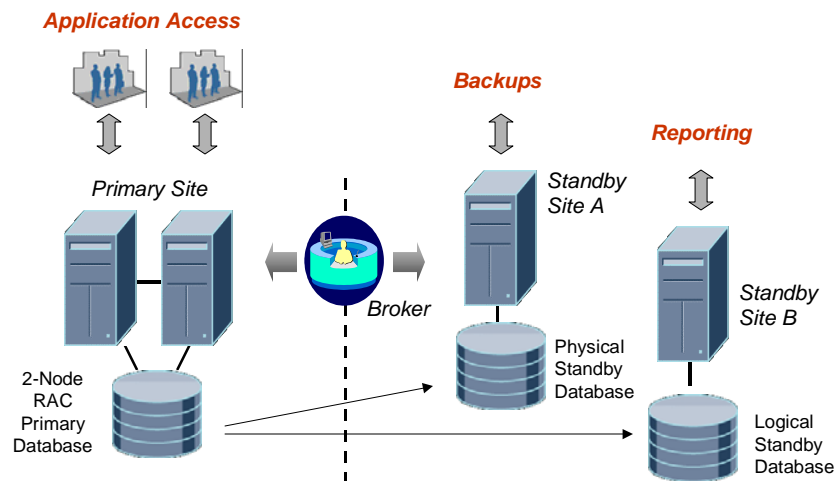 Application Access
Backups
Reporting
Primary Site
Standby
Site A
Broker
Standby
Site B
2-Node
RAC
Primary
Database
Physical
Standby
Database
Logical
Standby
Database